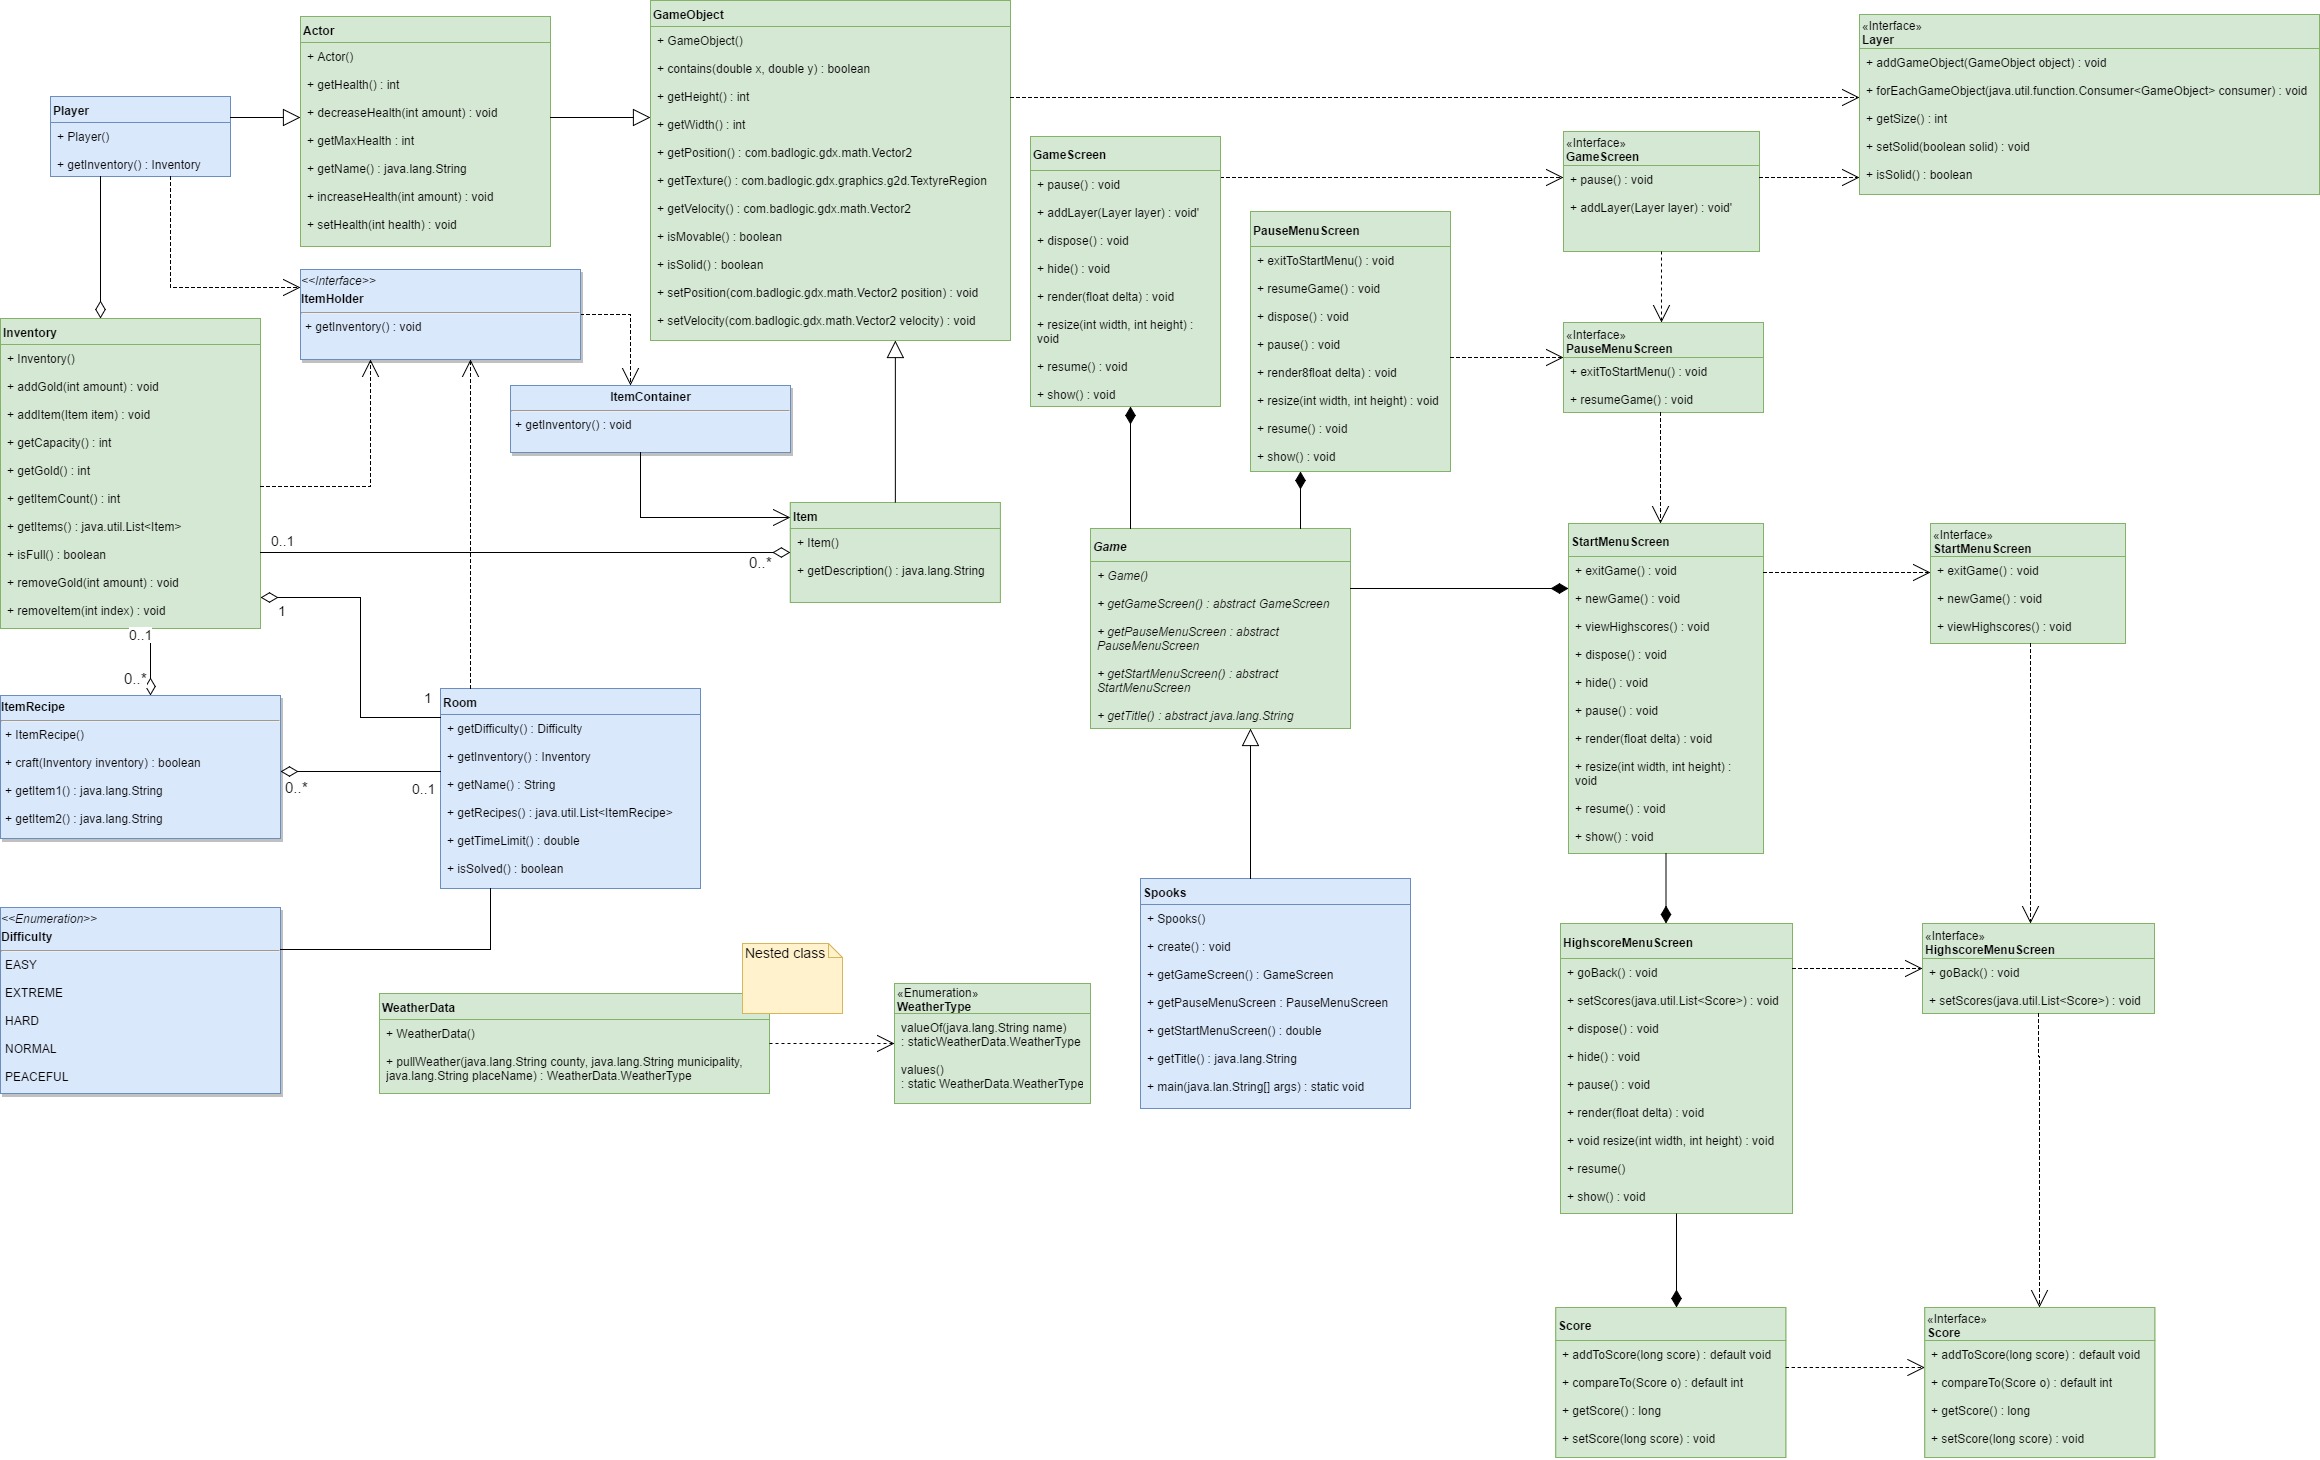 Player
+ Player()
+ getInventory() : Inventory
Actor
+ Actor()
+ getHealth() : int
+ decreaseHealth(int amount) : void
+ getMaxHealth : int
+ getName() : java.lang.String
+ increaseHealth(int amount) : void
+ setHealth(int health) : void
GameObject
+ GameObject()
+ contains(double x, double y) : boolean
+ getHeight() : int
+ getWidth() : int
+ getPosition() : com.badlogic.gdx.math.Vector2
+ getTexture() : com.badlogic.gdx.graphics.g2d.TextyreRegion
+ getVelocity() : com.badlogic.gdx.math.Vector2
+ isMovable() : boolean
+ isSolid() : boolean
+ setPosition(com.badlogic.gdx.math.Vector2 position) : void
+ setVelocity(com.badlogic.gdx.math.Vector2 velocity) : void
«Interface»
Layer
+ addGameObject(GameObject object) : void
+ forEachGameObject(java.util.function.Consumer<GameObject> consumer) : void
+ getSize() : int
+ setSolid(boolean solid) : void
+ isSolid() : boolean
GameScreen
+ pause() : void
+ addLayer(Layer layer) : void'
+ dispose() : void
+ hide() : void
+ render(float delta) : void
+ resize(int width, int height) :
void
+ resume() : void
+ show() : void
PauseMenuScreen
+ exitToStartMenu() : void
+ resumeGame() : void
+ dispose() : void
+ pause() : void
+ render8float delta) : void
+ resize(int width, int height) : void
+ resume() : void
+ show() : void
«Interface»
GameScreen
+ pause() : void
+ addLayer(Layer layer) : void'
«Interface»
PauseMenuScreen
+ exitToStartMenu() : void
+ resumeGame() : void
<<Interface>>
ItemHolder
+ getInventory() : void
ItemContainer
+ getInventory() : void
Inventory
+ Inventory()
+ addGold(int amount) : void
+ addItem(Item item) : void
+ getCapacity() : int
+ getGold() : int
+ getItemCount() : int
+ getItems() : java.util.List<Item>
+ isFull() : boolean
+ removeGold(int amount) : void
+ removeItem(int index) : void
0..1
0..*
1
1
0..1
0..*
Item
+ Item()
+ getDescription() : java.lang.String
Game
+ Game()
+ getGameScreen() : abstract GameScreen
+ getPauseMenuScreen : abstract
PauseMenuScreen
+ getStartMenuScreen() : abstract
StartMenuScreen
+ getTitle() : abstract java.lang.String
StartMenuScreen
+ exitGame() : void
+ newGame() : void
+ viewHighscores() : void
+ dispose() : void
+ hide() : void
+ pause() : void
+ render(float delta) : void
+ resize(int width, int height) :
void
+ resume() : void
+ show() : void
«Interface»
StartMenuScreen
+ exitGame() : void
+ newGame() : void
+ viewHighscores() : void
ItemRecipe
+ ItemRecipe()
+ craft(Inventory inventory) : boolean
+ getItem1() : java.lang.String
+ getItem2() : java.lang.String
0..*
0..1
Room
+ getDifficulty() : Difficulty
+ getInventory() : Inventory
+ getName() : String
+ getRecipes() : java.util.List<ItemRecipe>
+ getTimeLimit() : double
+ isSolved() : boolean
<<Enumeration>>
Difficulty
EASY
EXTREME
HARD
NORMAL
PEACEFUL
Nested class
WeatherData
+ WeatherData()
+ pullWeather(java.lang.String county, java.lang.String municipality,
java.lang.String placeName) : WeatherData.WeatherType
«Enumeration»
WeatherType
valueOf(java.lang.String name)
: staticWeatherData.WeatherType
values()
: static WeatherData.WeatherType
Spooks
+ Spooks()
+ create() : void
+ getGameScreen() : GameScreen
+ getPauseMenuScreen : PauseMenuScreen
+ getStartMenuScreen() : double
+ getTitle() : java.lang.String
+ main(java.lan.String[] args) : static void
HighscoreMenuScreen
+ goBack() : void
+ setScores(java.util.List<Score>) : void
+ dispose() : void
+ hide() : void
+ pause() : void
+ render(float delta) : void
+ void resize(int width, int height) : void
+ resume()
+ show() : void
«Interface»
HighscoreMenuScreen
+ goBack() : void
+ setScores(java.util.List<Score>) : void
Score
+ addToScore(long score) : default void
+ compareTo(Score o) : default int
+ getScore() : long
+ setScore(long score) : void
«Interface»
Score
+ addToScore(long score) : default void
+ compareTo(Score o) : default int
+ getScore() : long
+ setScore(long score) : void